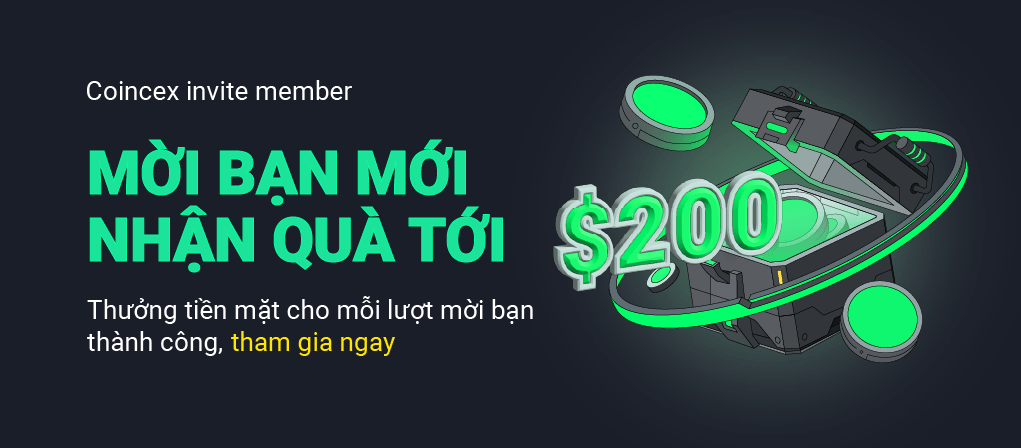 Coincex invite member
MỜI BẠN MỚI
NHẬN QUÀ TỚI
$200
Thưởng tiền mặt cho mỗi lượt mời bạn
thành công, tham gia ngay